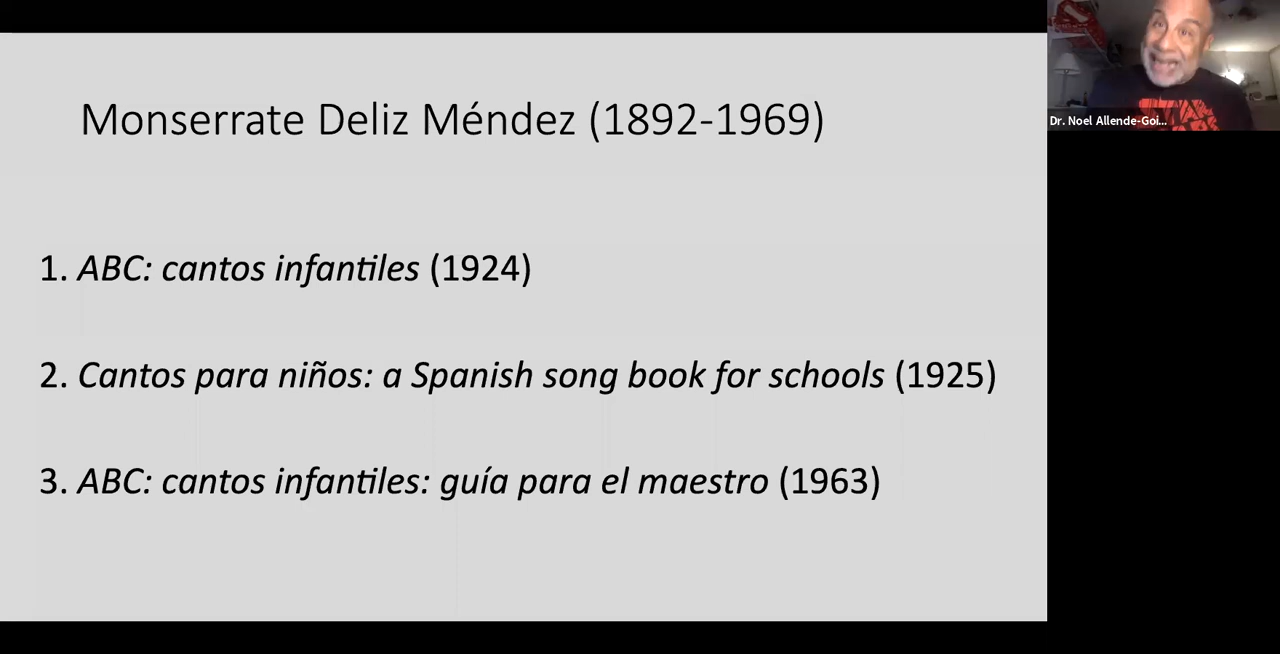 Monserrate Deliz Méndez (1892-1969)
1. ABC: cantos infantiles (1924)
2. Cantos para niños: a Spanish song book for schools (1925)
3. ABC: cantos infantiles: guía para el maestro (1963)
Dr. Noel Allende-Goi...